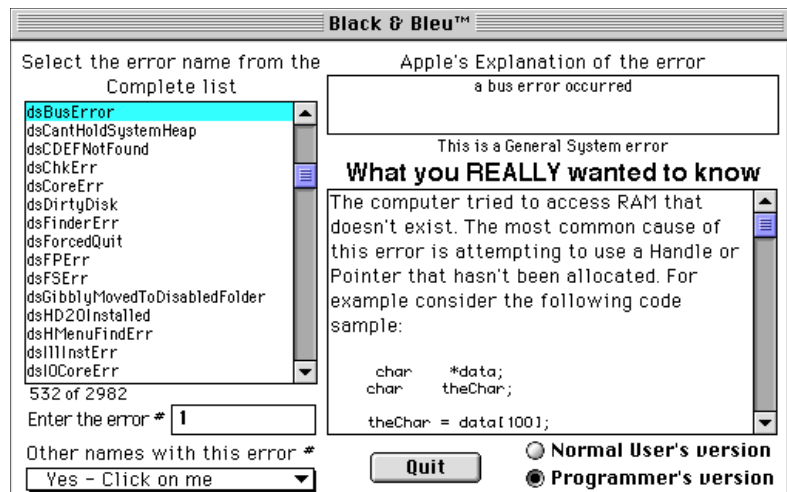 Black & Bleu™
Select the error name from the
Complete list
dsBusError
dsCantHoldSystemHeap
dsCDEFNotFound
dsChkErr
dsCoreErr
dsDirtyDisk
dsFinderErr
dsForcedQuit
dsFPErr
dsFSErr
dsGibblyMovedToDisabledFolder
dsHD20Installed
dsHMenuFindErr
dsIllInstErr
dsIOCoreErr
532 of 2982
Enter the error # 1
Other names with this error #
Yes - Click on me
Apple's Explanation of the error
a bus error occurred
This is a General System error
What you REALLY wanted to know
The computer tried to access RAM that
doesn't exist. The most common cause of
this error is attempting to use a Handle or
Pointer that hasn't been allocated. For
example consider the following code
sample:
char *data;
char theChar;
theChar = data[100];
Quit
Normal User's version
Programmer's version